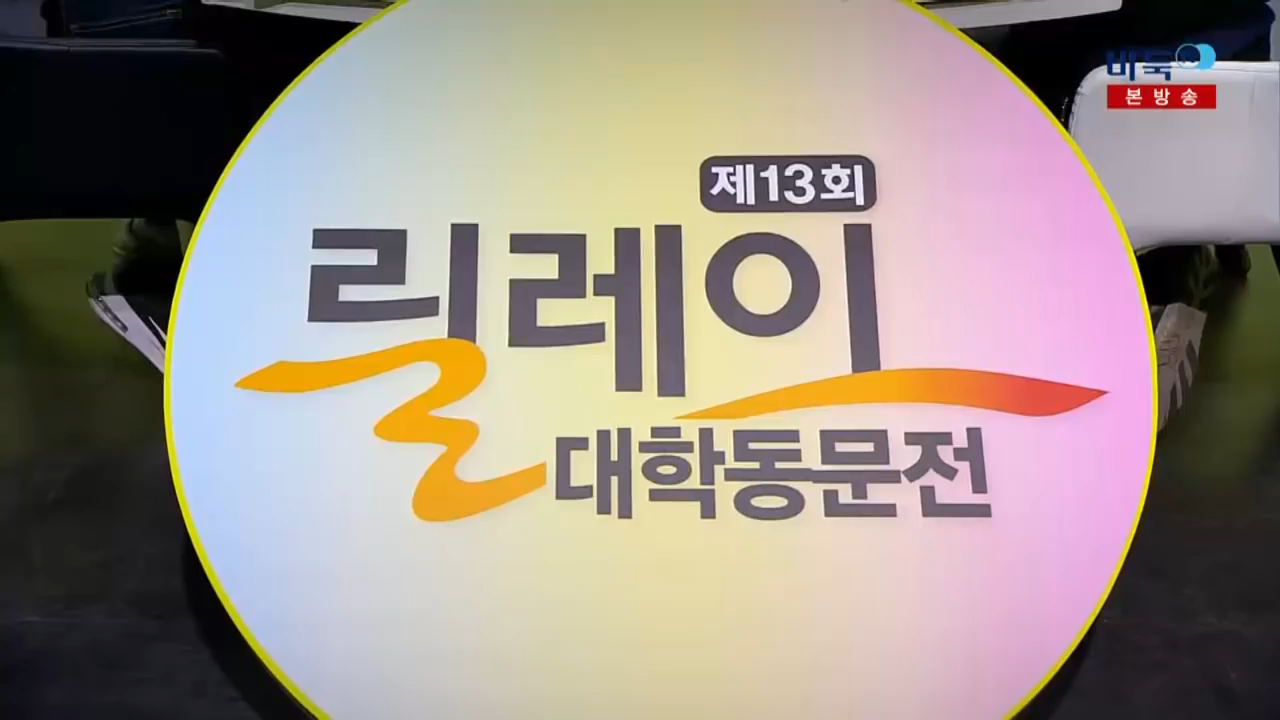 바둑
본방송
제13회
릴레이
대학동문전